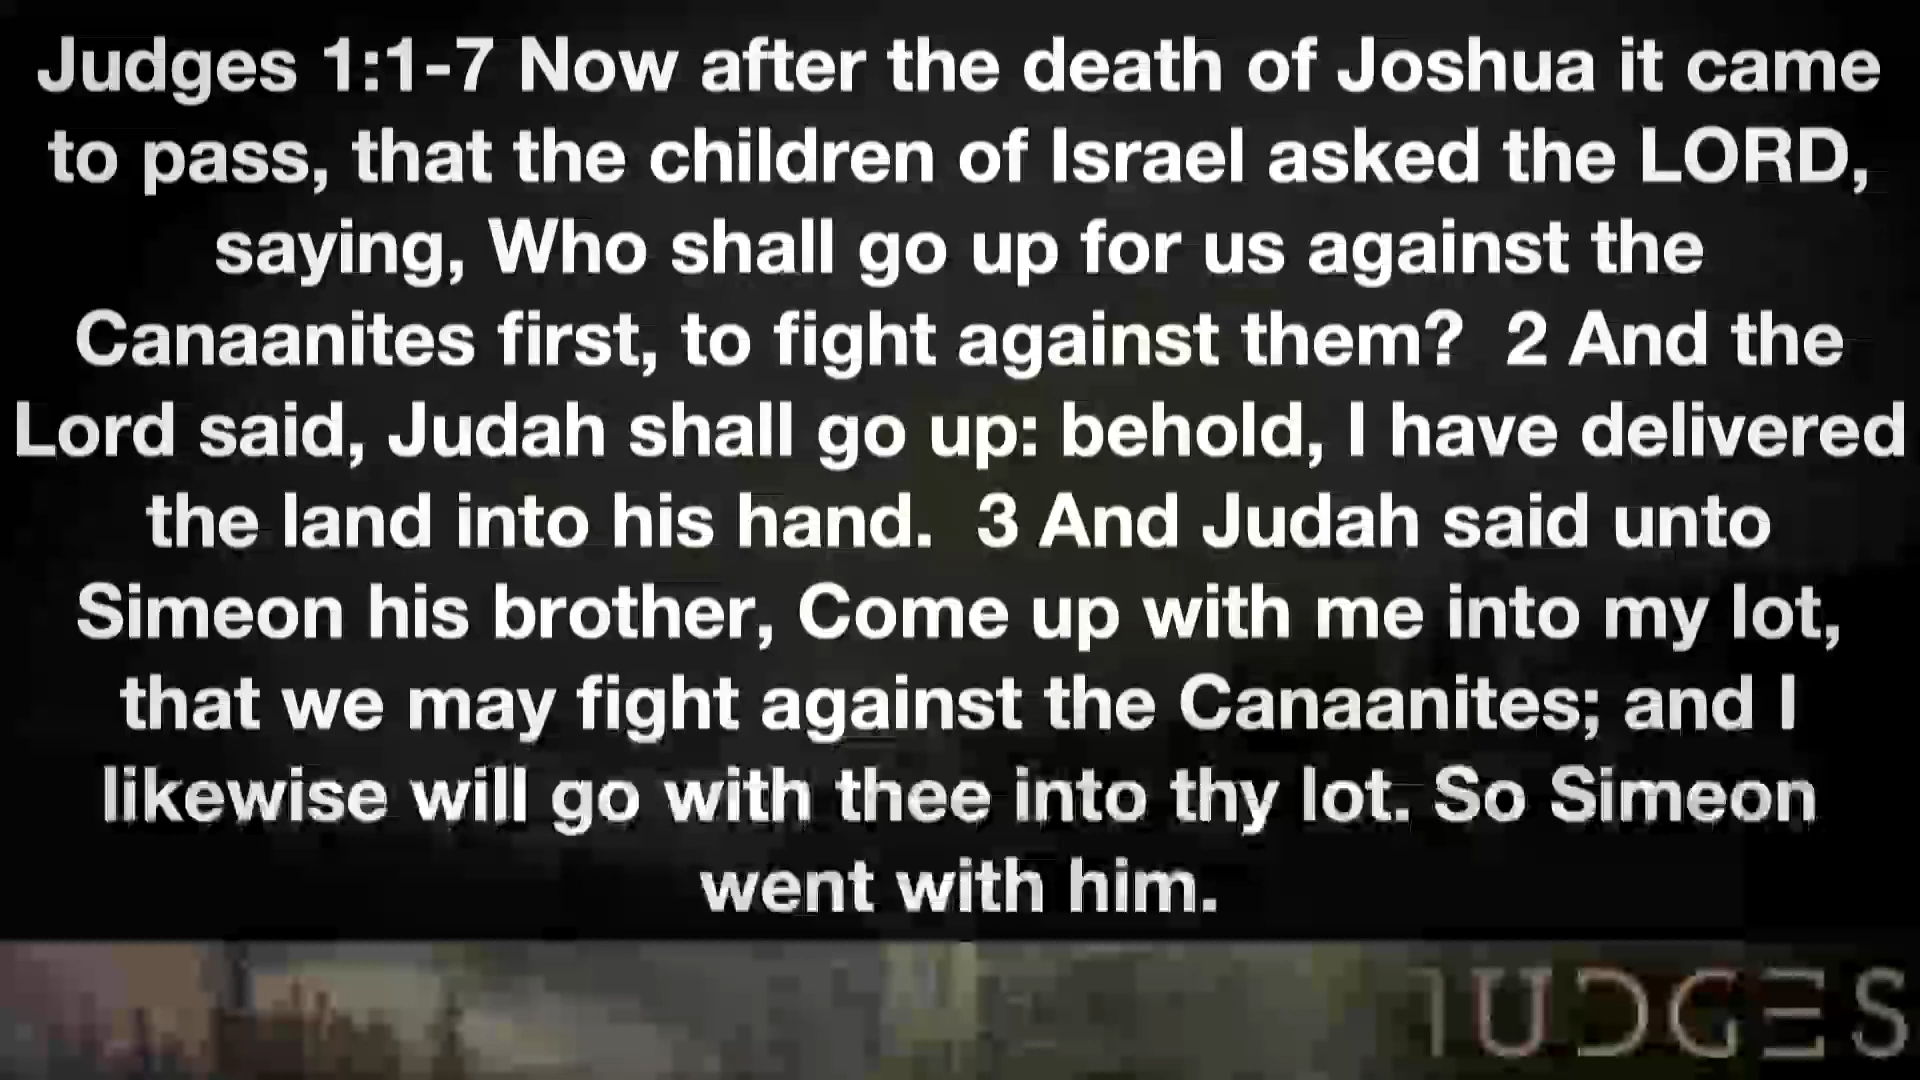 Judges 1:1-7 Now after the death of Joshua it came
to pass, that the children of Israel asked the LORD,
saying, Who shall go up for us against the
Canaanites first, to fight against them?  2 And the
Lord said, Judah shall go up: behold, I have delivered
the land into his hand.  3 And Judah said unto
Simeon his brother, Come up with me into my lot,
that we may fight against the Canaanites; and I
likewise will go with thee into thy lot. So Simeon
went with him.
JUDGES